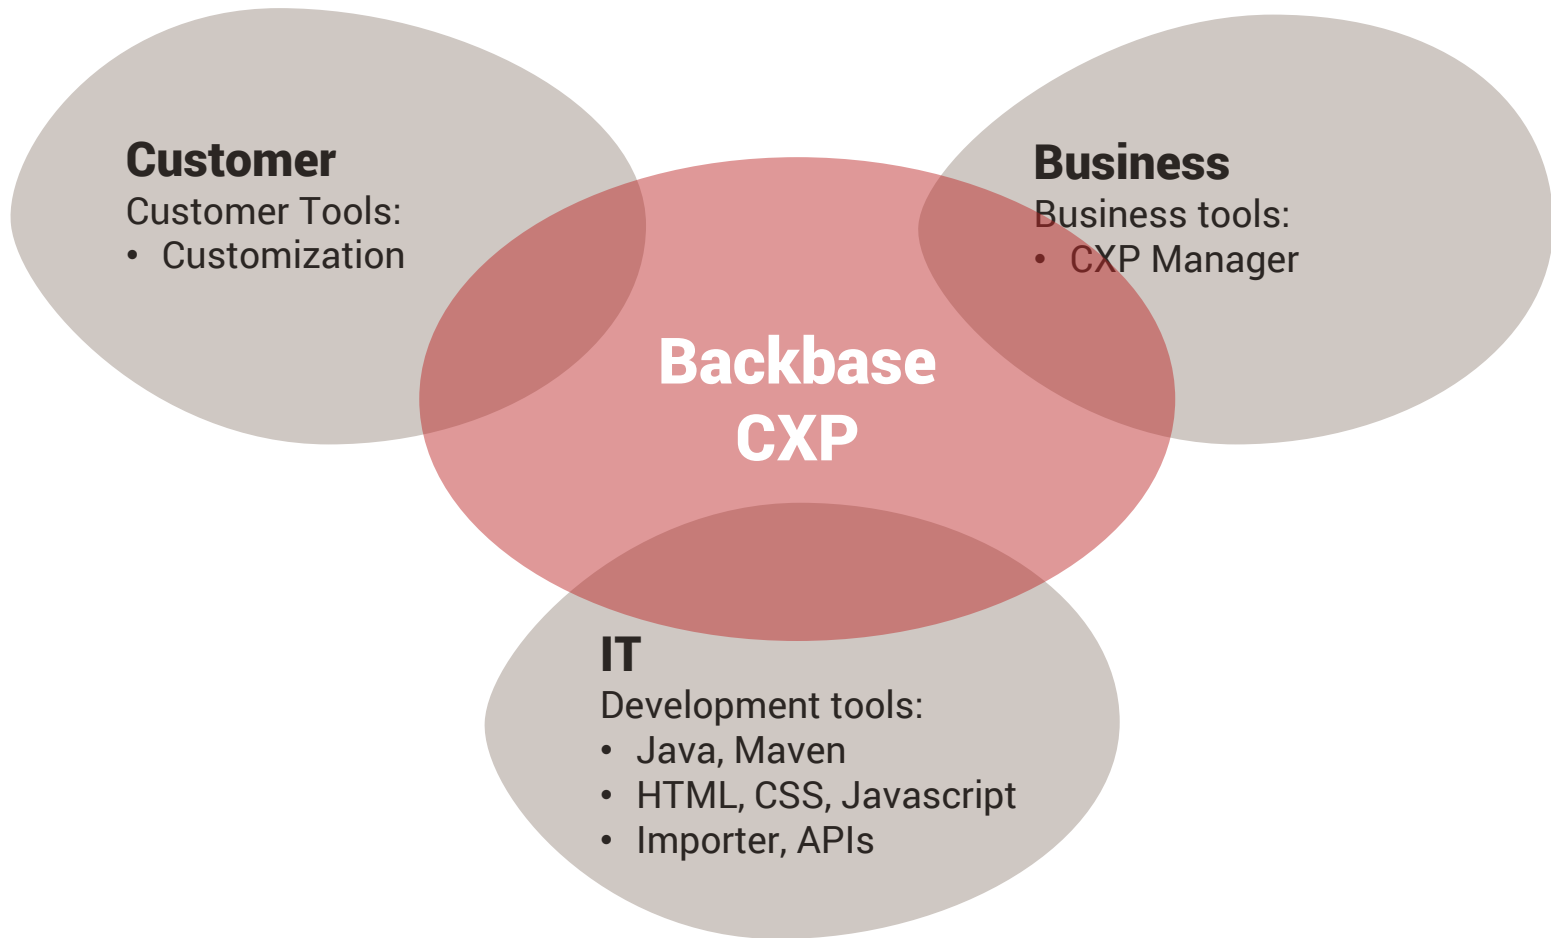 Customer
Customer Tools:
• Customization
Business
Business tools:
• CXP Manager
Backbase
CXP
IT
Development tools:
• Java, Maven
• HTML, CSS, Javascript
• Importer, APIs